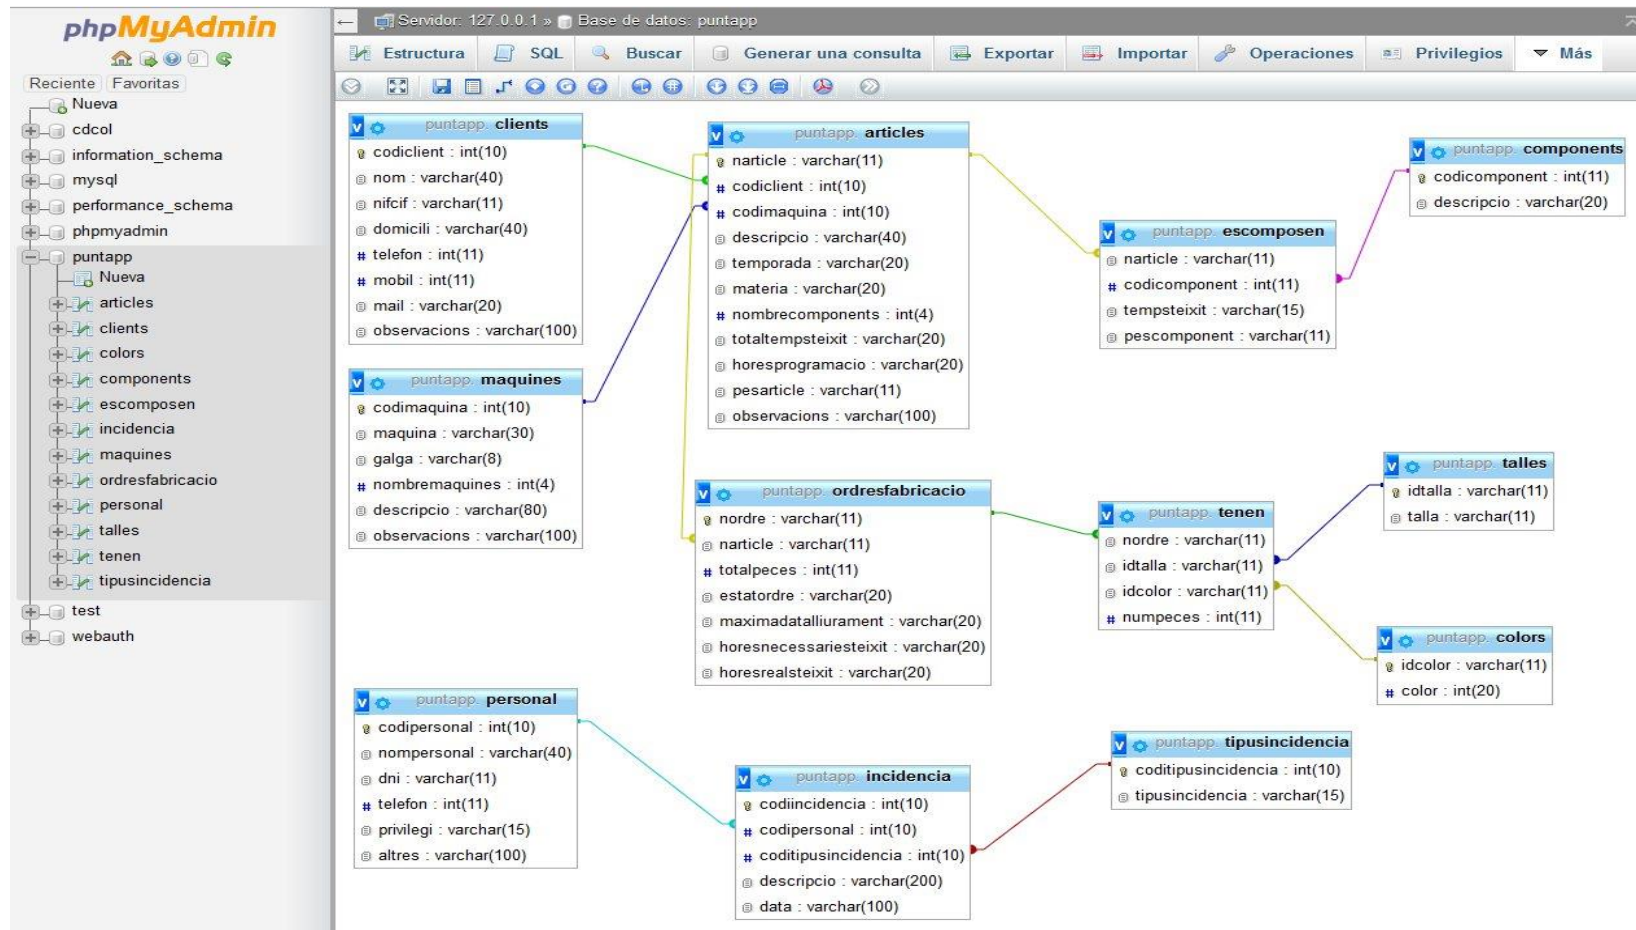 phpMyAdmin
Reciente Favoritas
Nueva
cdcol
information_schema
mysql
performance_schema
phpmyadmin
puntapp
Nueva
articles
clients
colors
components
escomposen
incidencia
maquines
ordresfabricacio
personal
talles
tenen
tipusincidencia
test
webauth
Servidor: 127.0.0.1 » Base de datos: puntapp
Estructura SQL Buscar Generar una consulta Exportar Importar Operaciones Privilegios Más
v puntapp. clients
codiclient : int(10)
nom : varchar(40)
nifcif : varchar(11)
domicili : varchar(40)
# telefon : int(11)
# mobil : int(11)
mail : varchar(20)
observacions : varchar(100)
v puntapp. maquines
codimaquina : int(10)
maquina : varchar(30)
galga : varchar(8)
# nombremaquines : int(4)
descripcio : varchar(80)
observacions : varchar(100)
v puntapp. articles
narticle : varchar(11)
# codiclient : int(10)
# codimaquina : int(10)
descripcio : varchar(40)
temporada : varchar(20)
materia : varchar(20)
# nombrecomponents : int(4)
totaltempsteixit : varchar(20)
horesprogramacio : varchar(20)
pesarticle : varchar(11)
observacions : varchar(100)
v puntapp. escomposen
narticle : varchar(11)
# codicomponent : int(11)
tempsteixit : varchar(15)
pescomponent : varchar(11)
v puntapp. components
codicomponent : int(11)
descripcio : varchar(20)
v puntapp. ordresfabricacio
nordre : varchar(11)
narticle : varchar(11)
# totalpeces : int(11)
estatordre : varchar(20)
maximadatalliurament : varchar(20)
horesnecessariesteixit : varchar(20)
horesrealsteixit : varchar(20)
v puntapp. tenen
nordre : varchar(11)
idtalla : varchar(11)
idcolor : varchar(11)
# numpeces : int(11)
v puntapp. talles
idtalla : varchar(11)
talla : varchar(11)
v puntapp. colors
idcolor : varchar(11)
# color : int(20)
v puntapp. personal
codipersonal : int(10)
nompersonal : varchar(40)
dni : varchar(11)
# telefon : int(11)
privilegi : varchar(15)
altres : varchar(100)
v puntapp. incidencia
codiincidencia : int(10)
# codipersonal : int(10)
# coditipusincidencia : int(10)
descripcio : varchar(200)
data : varchar(100)
v puntapp. tipusincidencia
coditipusincidencia : int(10)
tipusincidencia : varchar(15)